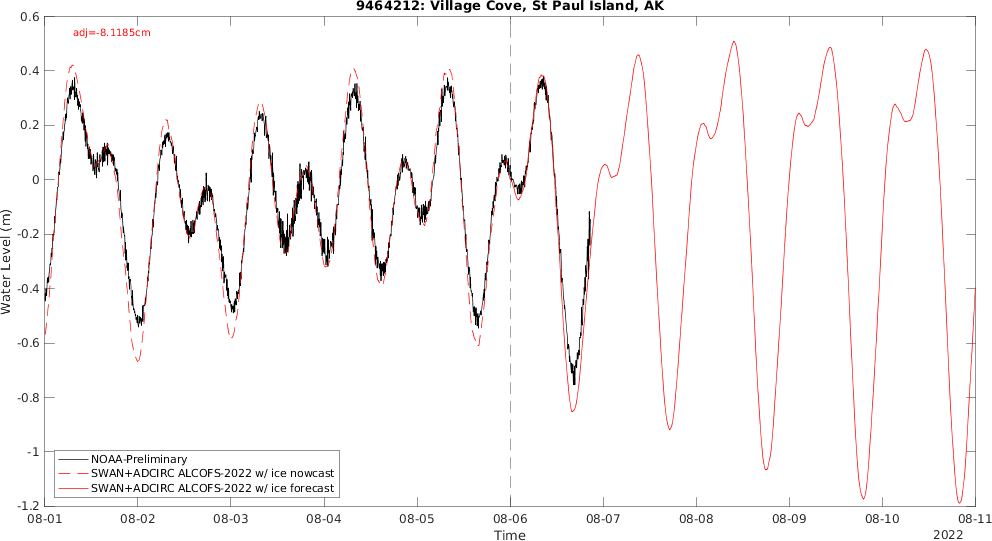 9464212: Village Cove, St Paul Island, AK
adj=-8.1185cm
0.6
0.4
0.2
0
-0.2
-0.4
-0.6
-0.8
-1
-1.2
Water Level (m)
NOAA-Preliminary
SWAN+ADCIRC ALCOFS-2022 w/ ice nowcast
SWAN+ADCIRC ALCOFS-2022 w/ ice forecast
08-01 08-02 08-03 08-04 08-05 08-06 08-07 08-08 08-09 08-10 08-11
Time
2022